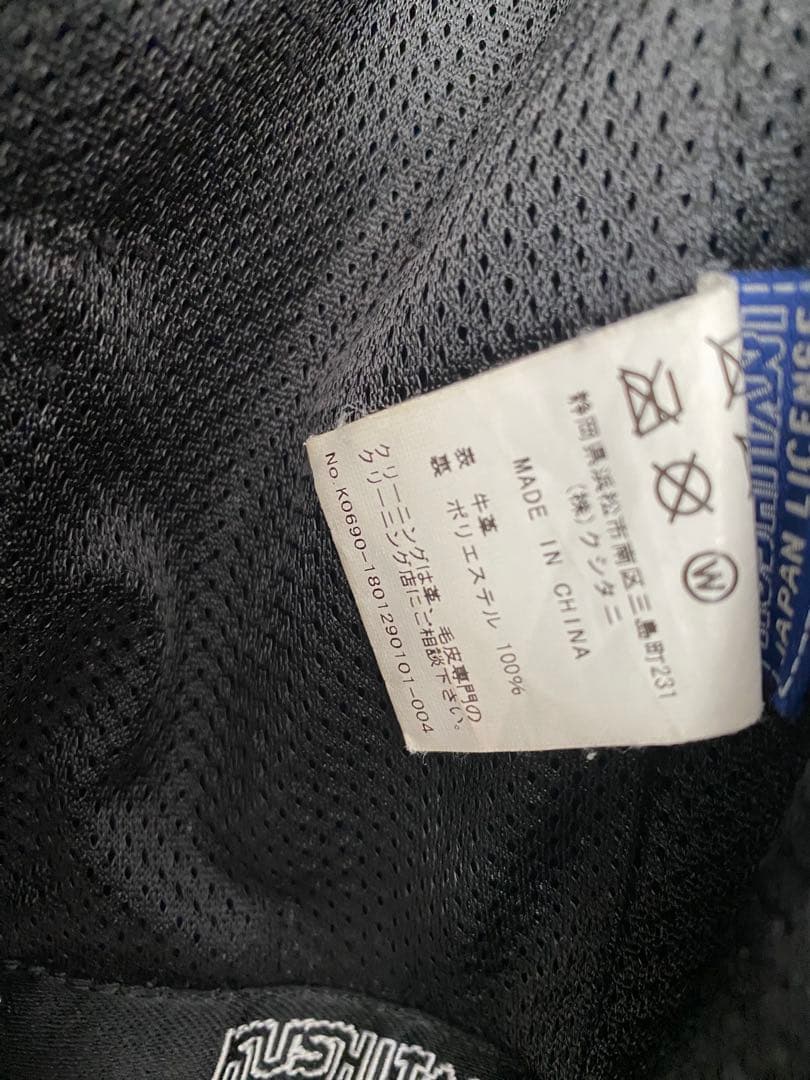 W
静岡県浜松市南区三島町231
(株)クシタニ
MADE IN CHINA
表 牛革
裏 ポリエステル 100%
クリーニングは革、毛皮専門の
クリーニング店にご相談下さい。
No.K0690-1801290101-004
KUSHITANI
JAPAN LICENSE